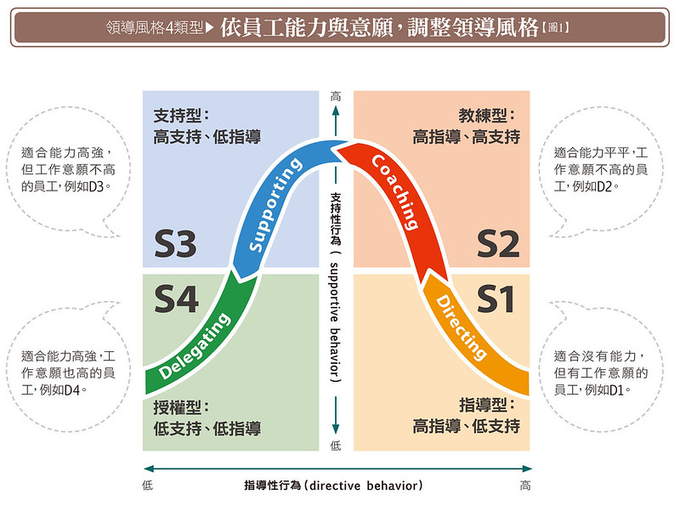 領導風格4類型▶依員工能力與意願，調整領導風格【圖1】
高
支持型：
高支持、低指導
教練型：
高指導、高支持
適合能力高強，
但工作意願不高
的員工，例如D3。
適合能力平平，工
作意願不高的員
工，例如D2。
Supporting
Coaching
S3
S2
支持性行為（supportive behavior）
S4
S1
Delegating
Directing
適合能力高強，工
作意願也高的員
工，例如D4。
適合沒有能力，
但有工作意願的
員工，例如D1。
授權型：
低支持、低指導
指導型：
高指導、低支持
低
低
指導性行為（directive behavior）
高